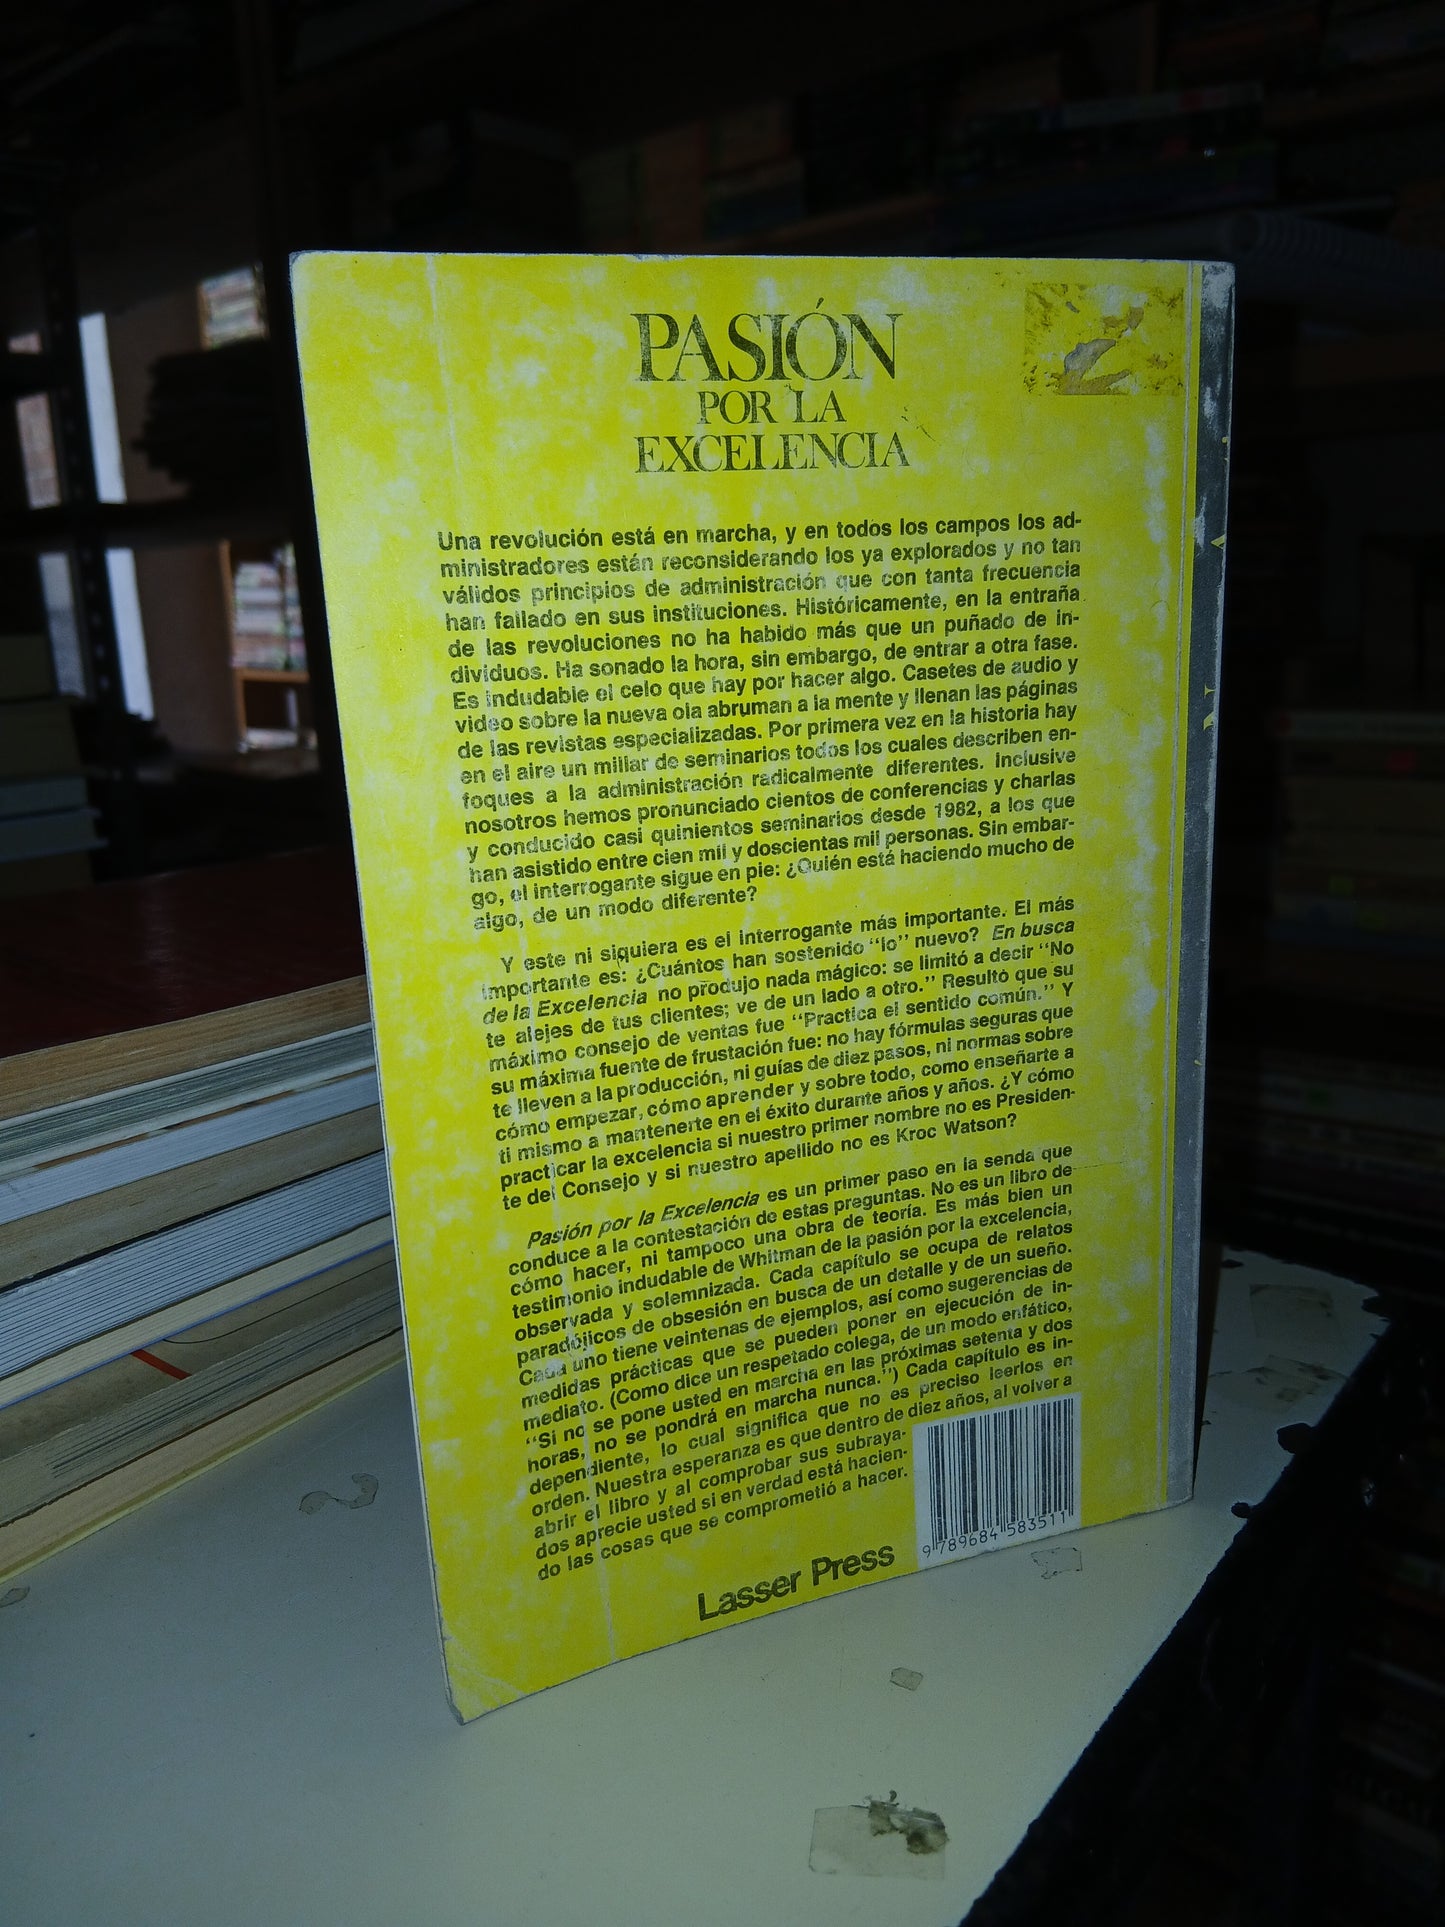 PASIÓN
POR LA
EXCELENCIA
Una revolución está en marcha, y en todos los campos los ad-
ministradores están reconsiderando los ya explorados y no tan
válidos principios de administración que con tanta frecuencia
han fallado en sus instituciones. Históricamente, en la entraña
de las revoluciones no ha habido más que un puñado de in-
dividuos. Ha sonado la hora, sin embargo, de entrar a otra fase.
Es indudable el celo que hay por hacer algo. Casetes de audio y
video sobre la nueva ola abruman a la mente y llenan las páginas
de las revistas especializadas. Por primera vez en la historia hay
en el aire un millar de seminarios todos los cuales describen en-
foques a la administración radicalmente diferentes. Inclusive
nosotros hemos pronunciado cientos de conferencias y charlas
y conducido casi quinientos seminarios desde 1982, a los que
han asistido entre cien mil y doscientas mil personas. Sin embar-
go, el interrogante sigue en pie: ¿Quién está haciendo mucho de
algo, de un modo diferente?
Y este ni siquiera es el interrogante más importante. El más
importante es: ¿Cuántos han sostenido "lo" nuevo? En busca
de la Excelencia no produjo nada mágico: se limitó a decir "No
te alejes de tus clientes; ve de un lado a otro." Resultó que su
máximo consejo de ventas fue "Practica el sentido común." Y
su máxima fuente de frustación fue: no hay fórmulas seguras que
te lleven a la producción, ni guías de diez pasos, ni normas sobre
cómo empezar, cómo aprender y sobre todo, como enseñarte a
ti mismo a mantenerte en el éxito durante años y años. ¿Y cómo
practicar la excelencia si nuestro primer nombre no es Presiden-
te del Consejo y si nuestro apellido no es Kroc Watson?
Pasión por la Excelencia es un primer paso en la senda que
conduce a la contestación de estas preguntas. No es un libro de
cómo hacer, ni tampoco una obra de teoría. Es más bien un
testimonio indudable de Whitman de la pasión por la excelencia,
observada y solemnizada. Cada capítulo se ocupa de relatos
paradójicos de obsesión en busca de un detalle y de un sueño.
Cada uno tiene veintenas de ejemplos, así como sugerencias de
medidas prácticas que se pueden poner en ejecución de in-
mediato. (Como dice un respetado colega, de un modo enfático,
"Si no se pone usted en marcha en las próximas setenta y dos
horas, no se pondrá en marcha nunca.") Cada capítulo es in-
dependiente, lo cual significa que no es preciso leerlos en
orden. Nuestra esperanza es que dentro de diez años, al volver a
abrir el libro y al comprobar sus subraya-
dos aprecie usted si en verdad está hacien-
do las cosas que se comprometió a hacer.
9 789684 583511
Lasser Press